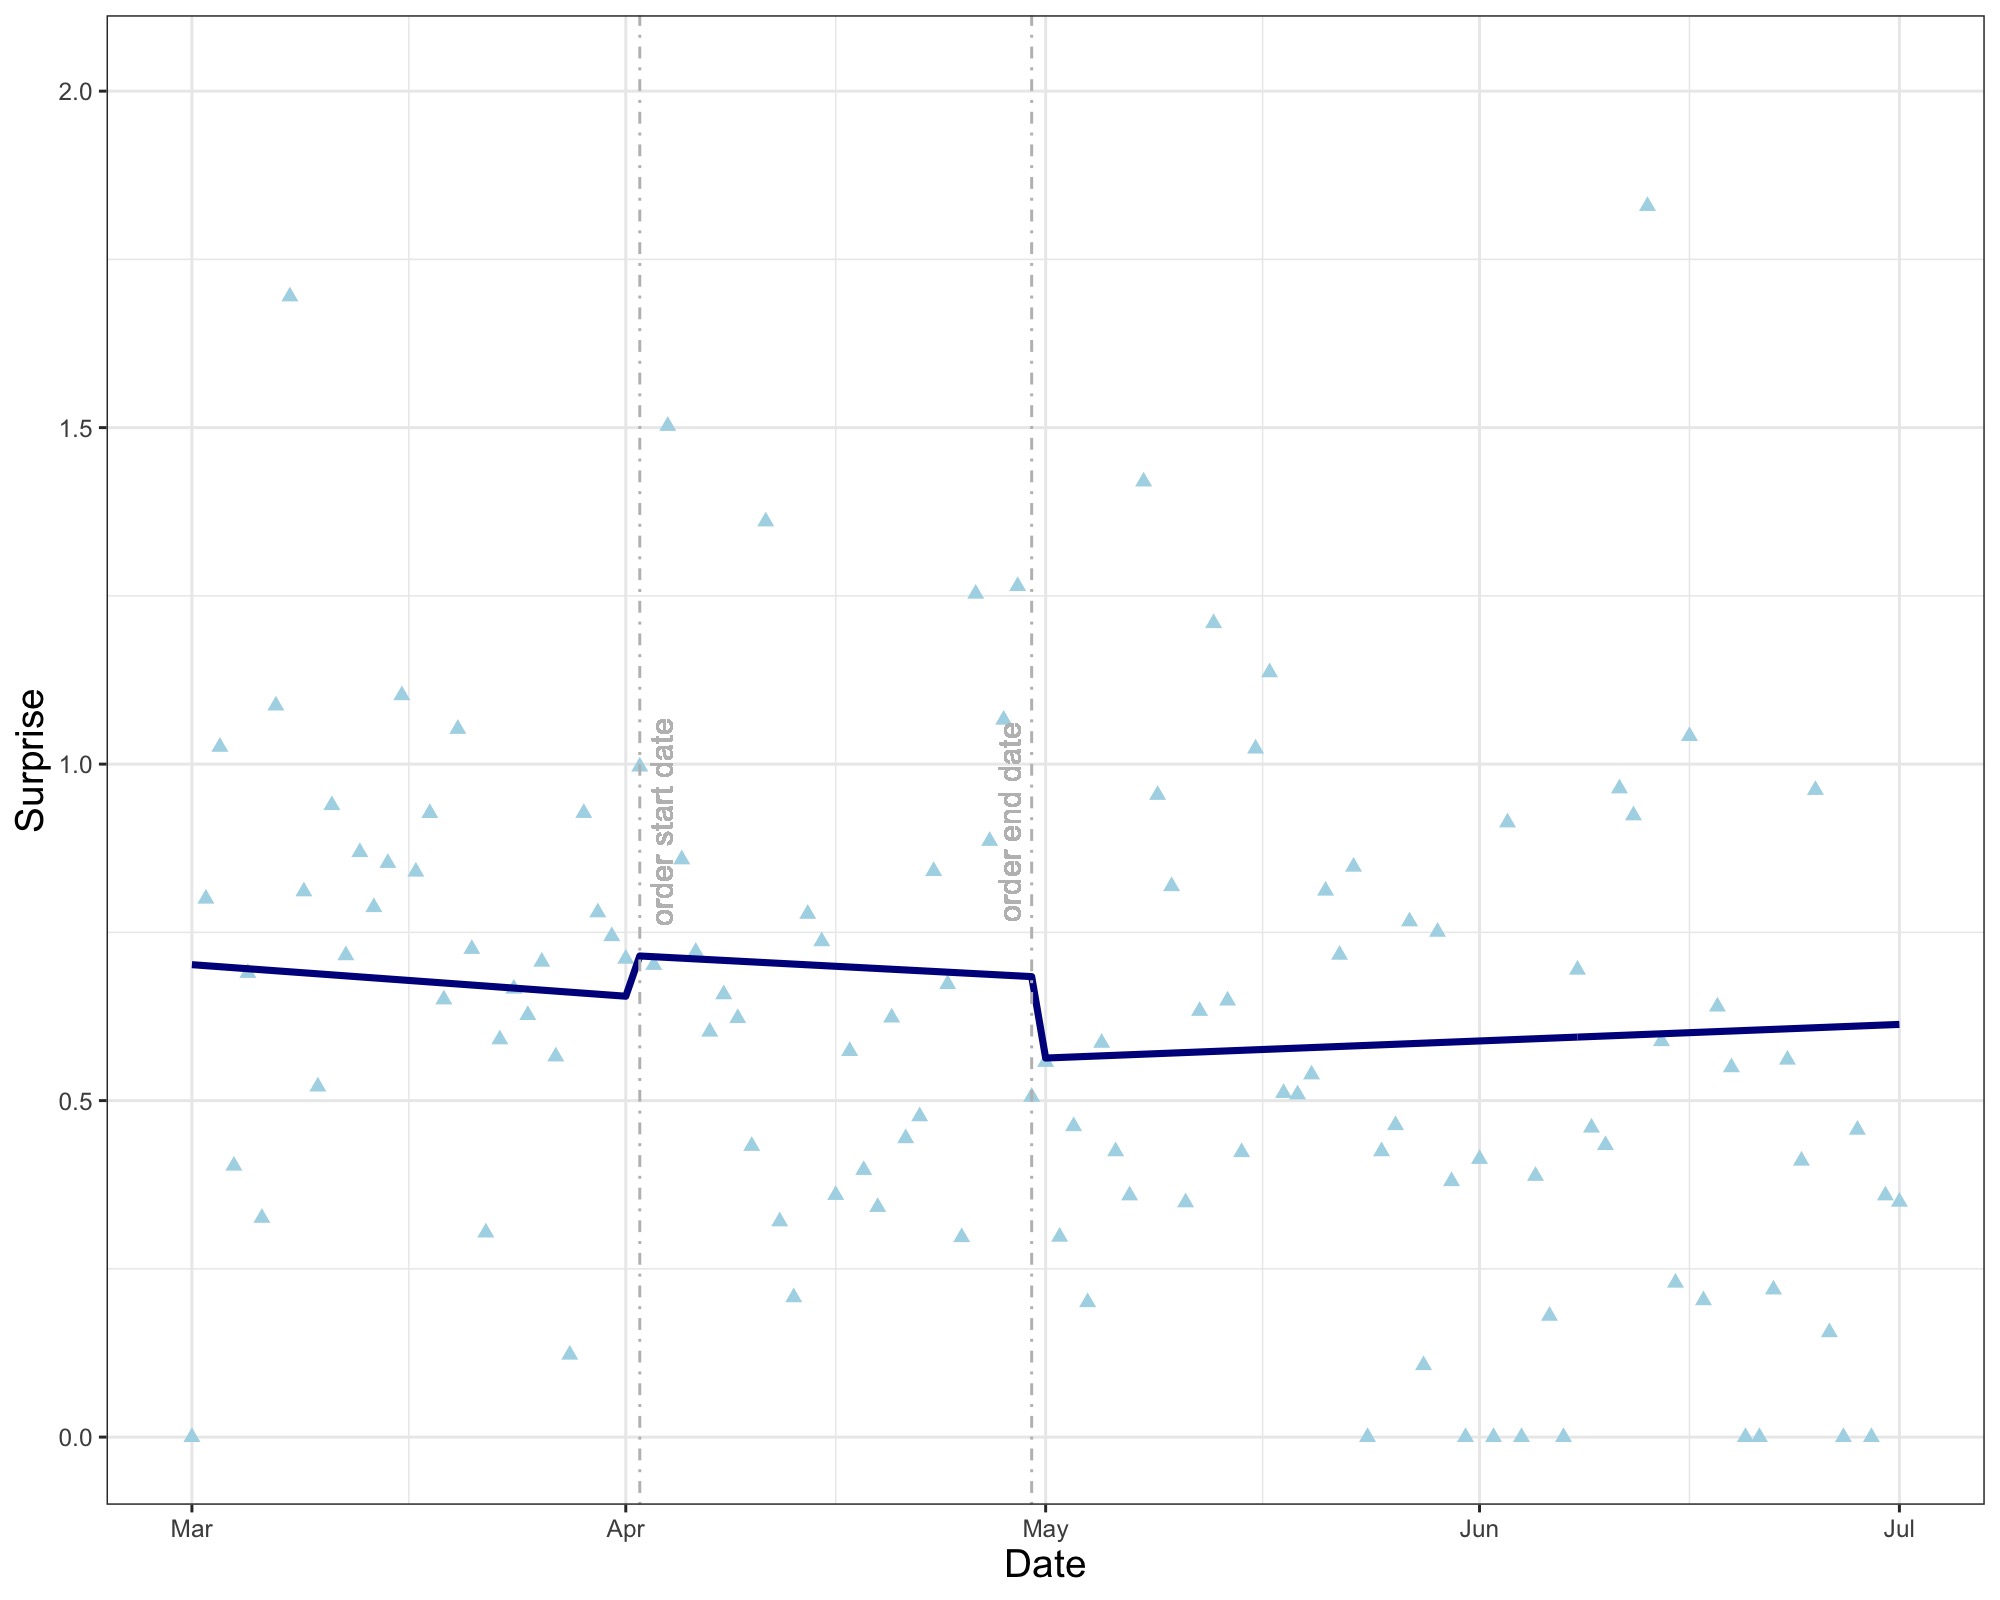 2.0
1.5
1.0
0.5
0.0
Surprise
order start date
order end date
Mar
Apr
May
Jun
Jul
Date